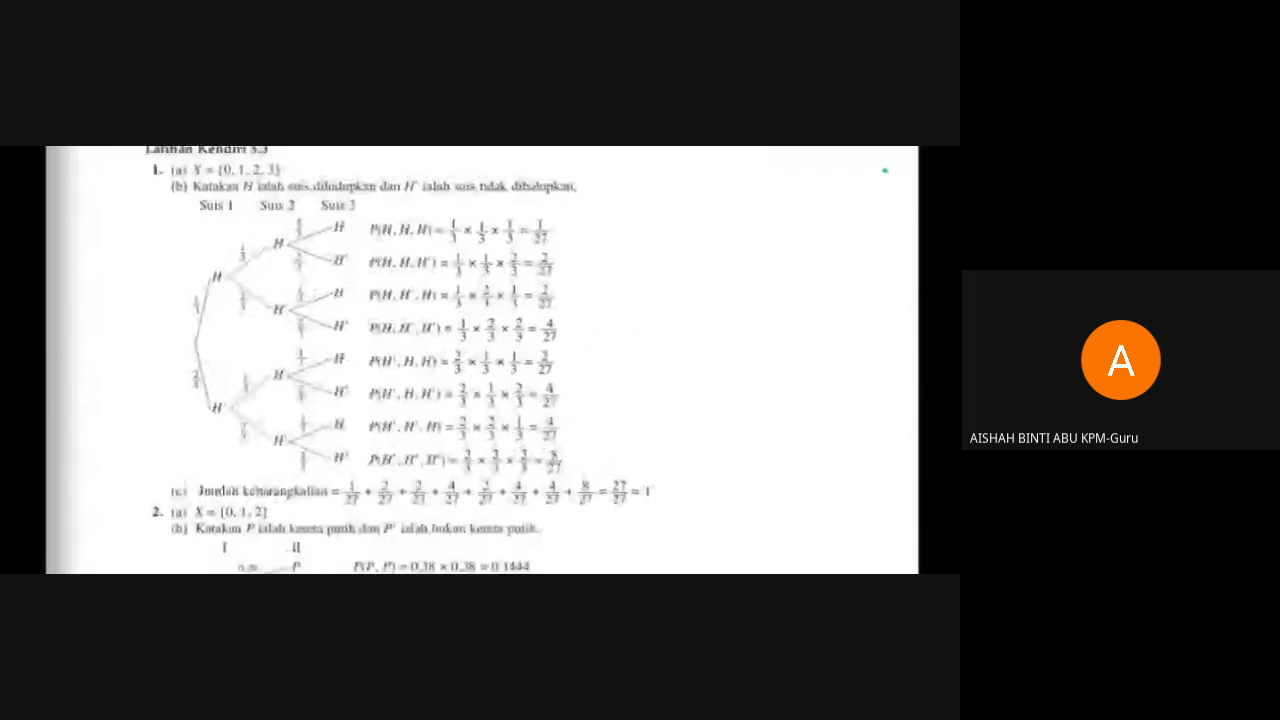 Latihan Kendiri 5.3
1. (a) X = {0, 1, 2, 3}
(b) Katakan H ialah suis dihidupkan dan H' ialah suis tidak dihidupkan.
Suis 1 Suis 2 Suis 3
H H H P(H, H, H) = 1/3 × 1/3 × 1/3 = 1/27
H' P(H, H, H') = 1/3 × 1/3 × 2/3 = 2/27
H' H P(H, H', H) = 1/3 × 2/3 × 1/3 = 2/27
H' P(H, H', H') = 1/3 × 2/3 × 2/3 = 4/27
H' H H P(H', H, H) = 2/3 × 1/3 × 1/3 = 2/27
H' P(H', H, H') = 2/3 × 1/3 × 2/3 = 4/27
H' H P(H', H', H) = 2/3 × 2/3 × 1/3 = 4/27
H' P(H', H', H') = 2/3 × 2/3 × 2/3 = 8/27
(c) Jumlah kebarangkalian = 1/27 + 2/27 + 2/27 + 4/27 + 2/27 + 4/27 + 4/27 + 8/27 = 27/27 = 1
2. (a) X = {0, 1, 2}
(b) Katakan P ialah kereta putih dan P' ialah bukan kereta putih.
I II
P P(P, P) = 0.38 × 0.38 = 0.1444
A
AISHAH BINTI ABU KPM-Guru